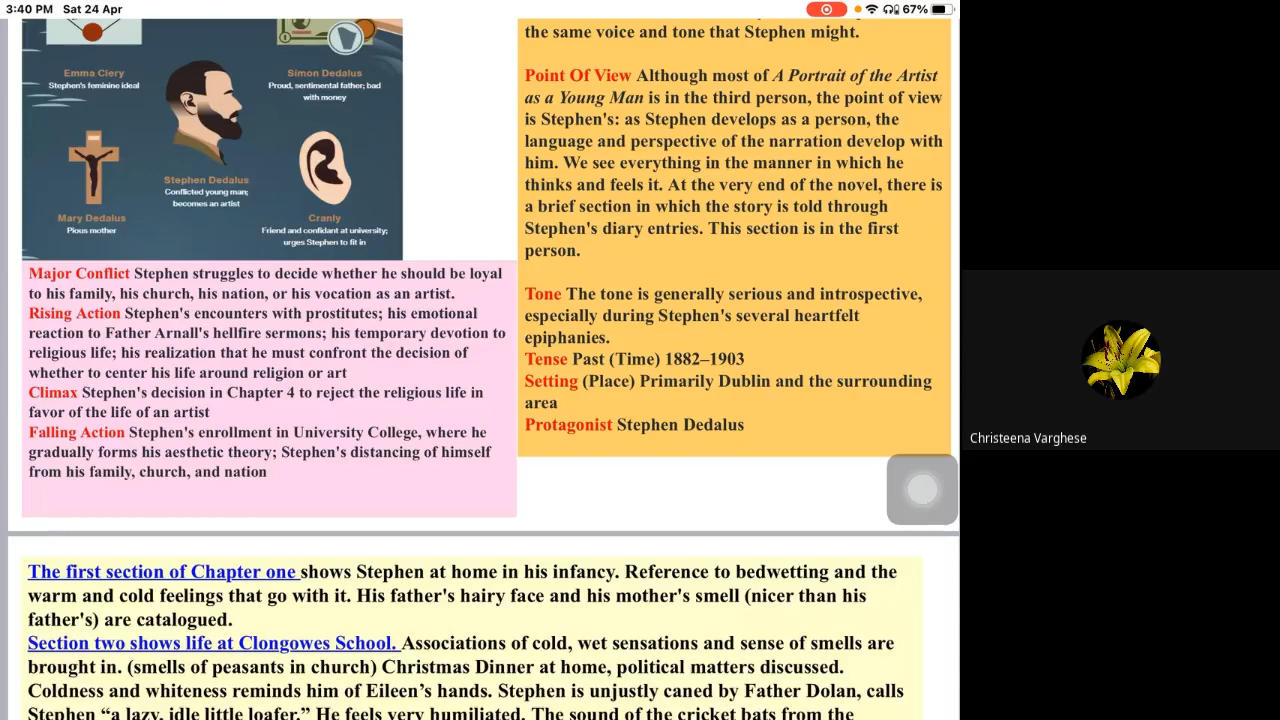 3:40 PM Sat 24 Apr
67%
Emma Clery
Stephen's feminine ideal
Simon Dedalus
Proud, sentimental father; bad
with money
Stephen Dedalus
Conflicted young man;
becomes an artist
Mary Dedalus
Pious mother
Cranly
Friend and confidant at university;
urges Stephen to fit in
Major Conflict Stephen struggles to decide whether he should be loyal
to his family, his church, his nation, or his vocation as an artist.
Rising Action Stephen's encounters with prostitutes; his emotional
reaction to Father Arnall's hellfire sermons; his temporary devotion to
religious life; his realization that he must confront the decision of
whether to center his life around religion or art
Climax Stephen's decision in Chapter 4 to reject the religious life in
favor of the life of an artist
Falling Action Stephen's enrollment in University College, where he
gradually forms his aesthetic theory; Stephen's distancing of himself
from his family, church, and nation
the same voice and tone that Stephen might.
Point Of View Although most of A Portrait of the Artist
as a Young Man is in the third person, the point of view
is Stephen's: as Stephen develops as a person, the
language and perspective of the narration develop with
him. We see everything in the manner in which he
thinks and feels it. At the very end of the novel, there is
a brief section in which the story is told through
Stephen's diary entries. This section is in the first
person.
Tone The tone is generally serious and introspective,
especially during Stephen's several heartfelt
epiphanies.
Tense Past (Time) 1882–1903
Setting (Place) Primarily Dublin and the surrounding
area
Protagonist Stephen Dedalus
The first section of Chapter one shows Stephen at home in his infancy. Reference to bedwetting and the
warm and cold feelings that go with it. His father's hairy face and his mother's smell (nicer than his
father's) are catalogued.
Section two shows life at Clongowes School. Associations of cold, wet sensations and sense of smells are
brought in. (smells of peasants in church) Christmas Dinner at home, political matters discussed.
Coldness and whiteness reminds him of Eileen’s hands. Stephen is unjustly caned by Father Dolan, calls
Stephen “a lazy, idle little loafer.” He feels very humiliated. The sound of the cricket bats from the
Christeena Varghese